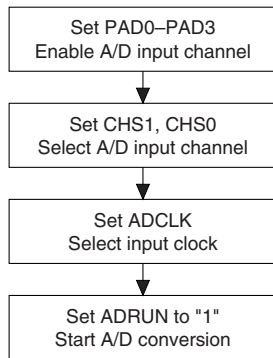 Set PAD0–PAD3
Enable A/D input channel
Set CHS1, CHS0
Select A/D input channel
Set ADCLK
Select input clock
Set ADRUN to "1"
Start A/D conversion